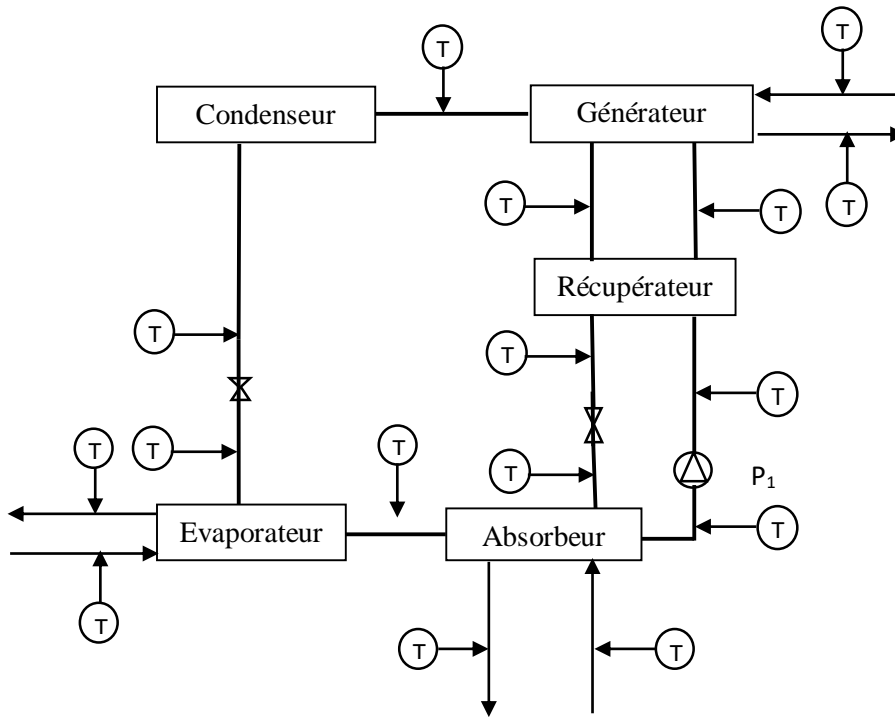 T
T
Condenseur
Générateur
T
T
T
Récupérateur
T
T
T
T
T
T
T
P₁
T
Evaporateur
Absorbeur
T
T
T